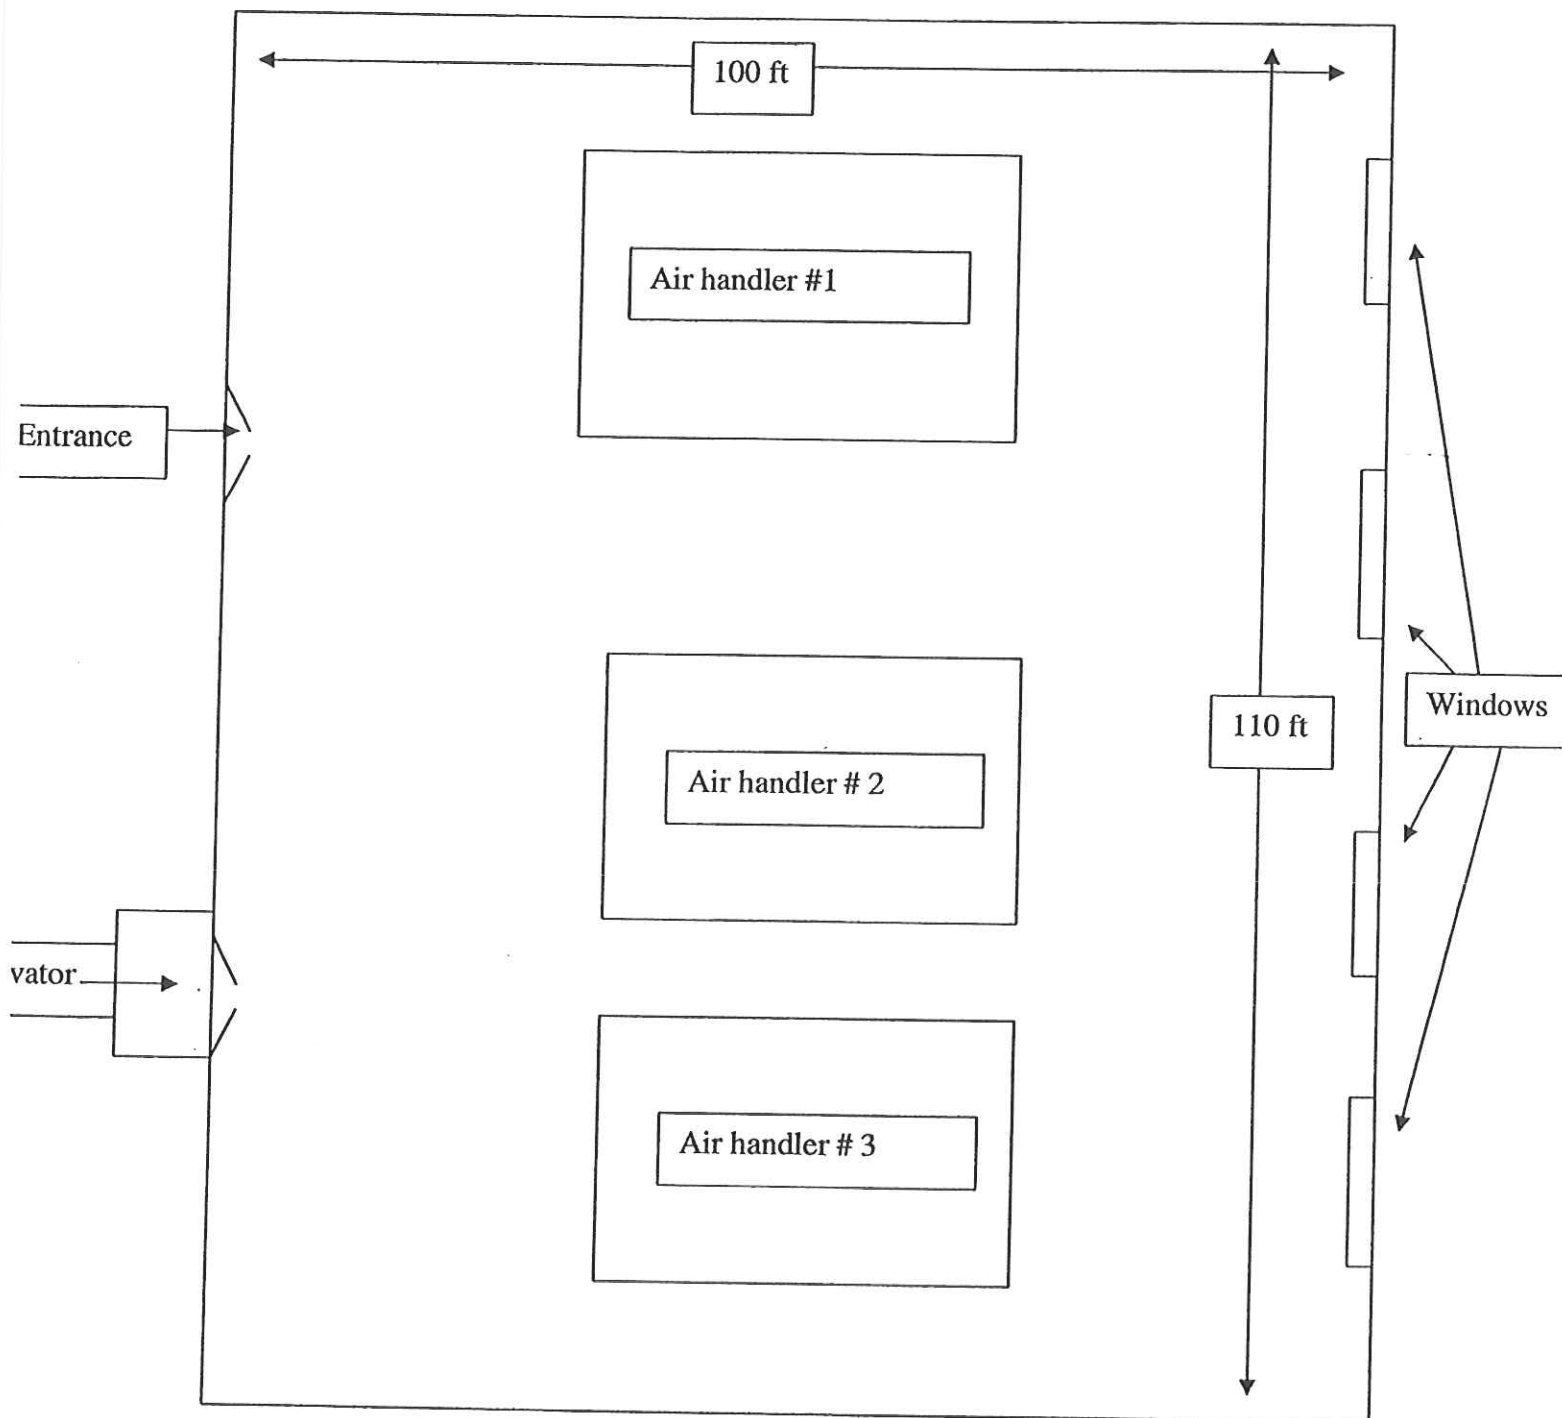 100 ft
Air handler #1
Entrance
Windows
110 ft
Air handler # 2
vator
Air handler # 3